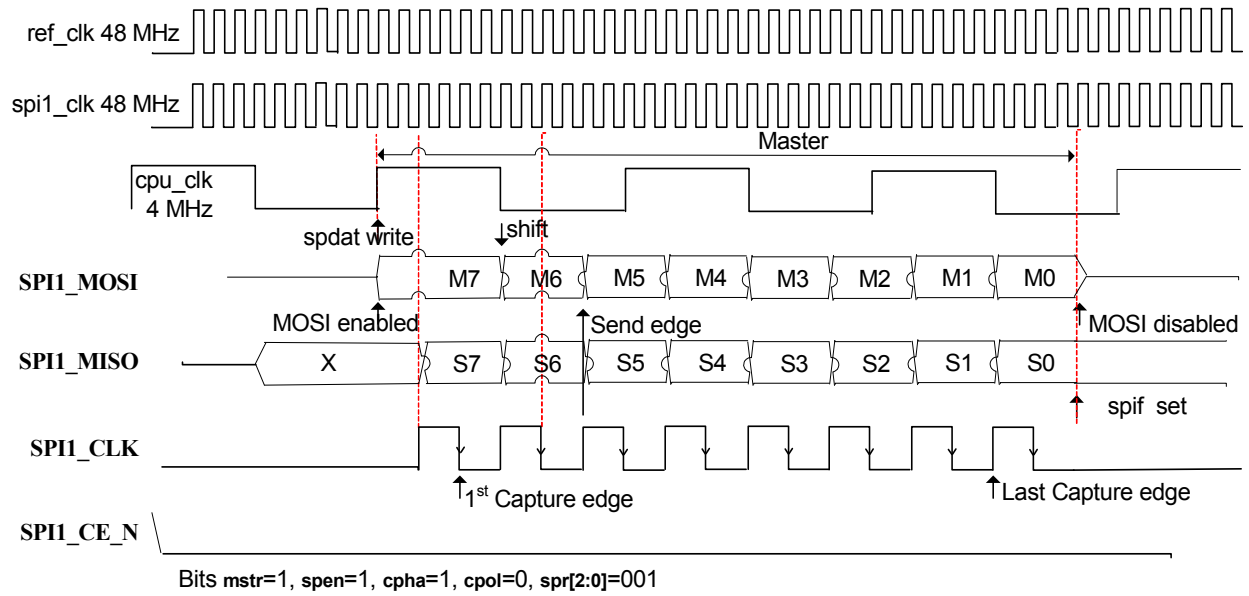 ref_clk 48 MHz
spi1_clk 48 MHz
Master
cpu_clk
4 MHz
spdat write
shift
SPI1_MOSI
M7 M6 M5 M4 M3 M2 M1 M0
MOSI enabled
Send edge
MOSI disabled
SPI1_MISO
X S7 S6 S5 S4 S3 S2 S1 S0
spif set
SPI1_CLK
1st Capture edge
Last Capture edge
SPI1_CE_N
Bits mstr=1, spen=1, cpha=1, cpol=0, spr[2:0]=001